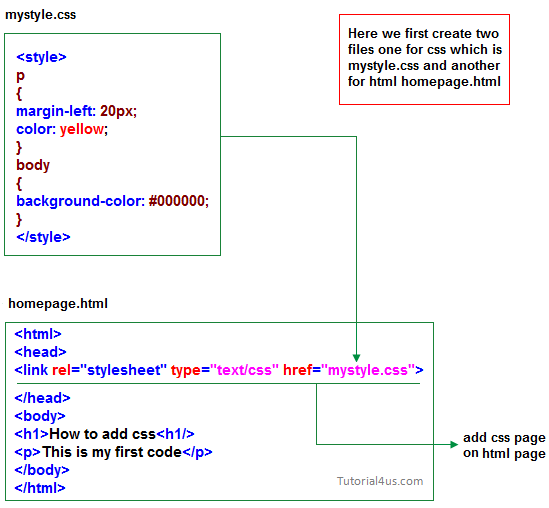 mystyle.css
<style>
p
{
margin-left: 20px;
color: yellow;
}
body
{
background-color: #000000;
}
</style>
Here we first create two
files one for css which is
mystyle.css and another
for html homepage.html
homepage.html
<html>
<head>
<link rel="stylesheet" type="text/css" href="mystyle.css">
</head>
<body>
<h1>How to add css<h1/>
<p>This is my first code</p>
</body>
</html>
add css page
on html page
Tutorial4us.com